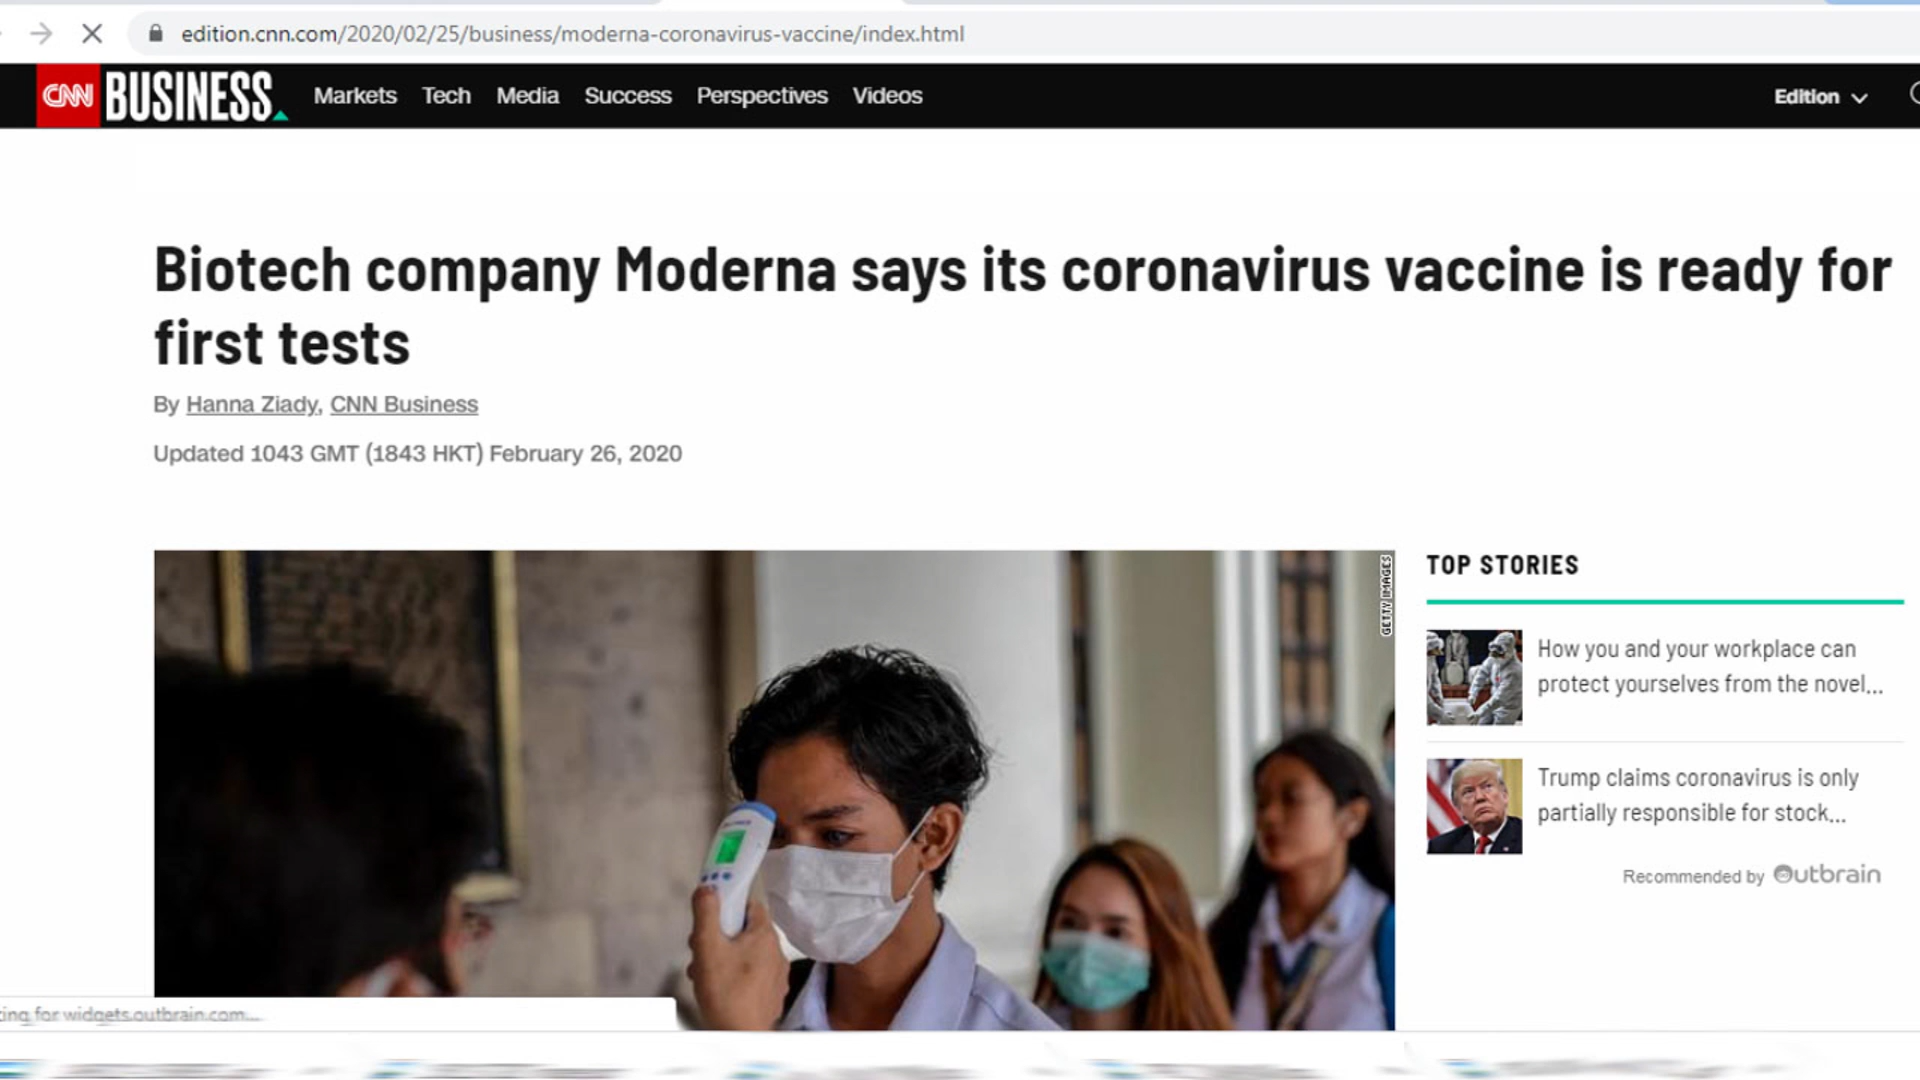 edition.cnn.com/2020/02/25/business/moderna-coronavirus-vaccine/index.html
CNN BUSINESS Markets Tech Media Success Perspectives Videos Edition
Biotech company Moderna says its coronavirus vaccine is ready for
first tests
By Hanna Ziady, CNN Business
Updated 1043 GMT (1843 HKT) February 26, 2020
GETTY IMAGES
TOP STORIES
How you and your workplace can
protect yourselves from the novel...
Trump claims coronavirus is only
partially responsible for stock...
Recommended by Outbrain
for widgets.outbrain.com...